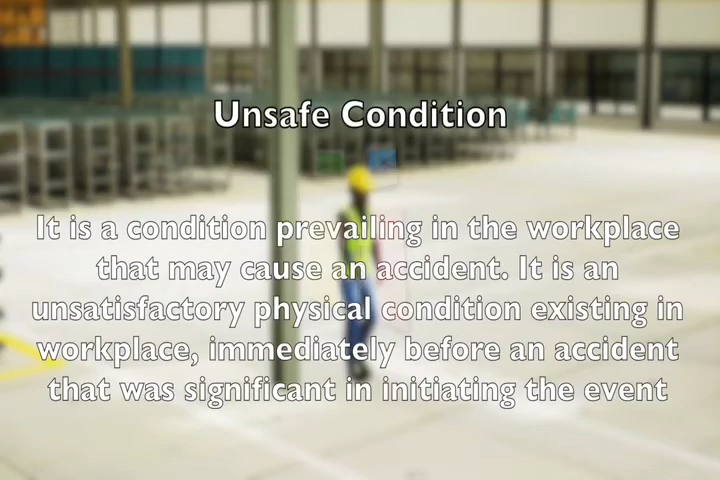 Unsafe Condition
It is a condition prevailing in the workplace
that may cause an accident. It is an
unsatisfactory physical condition existing in
workplace, immediately before an accident
that was significant in initiating the event